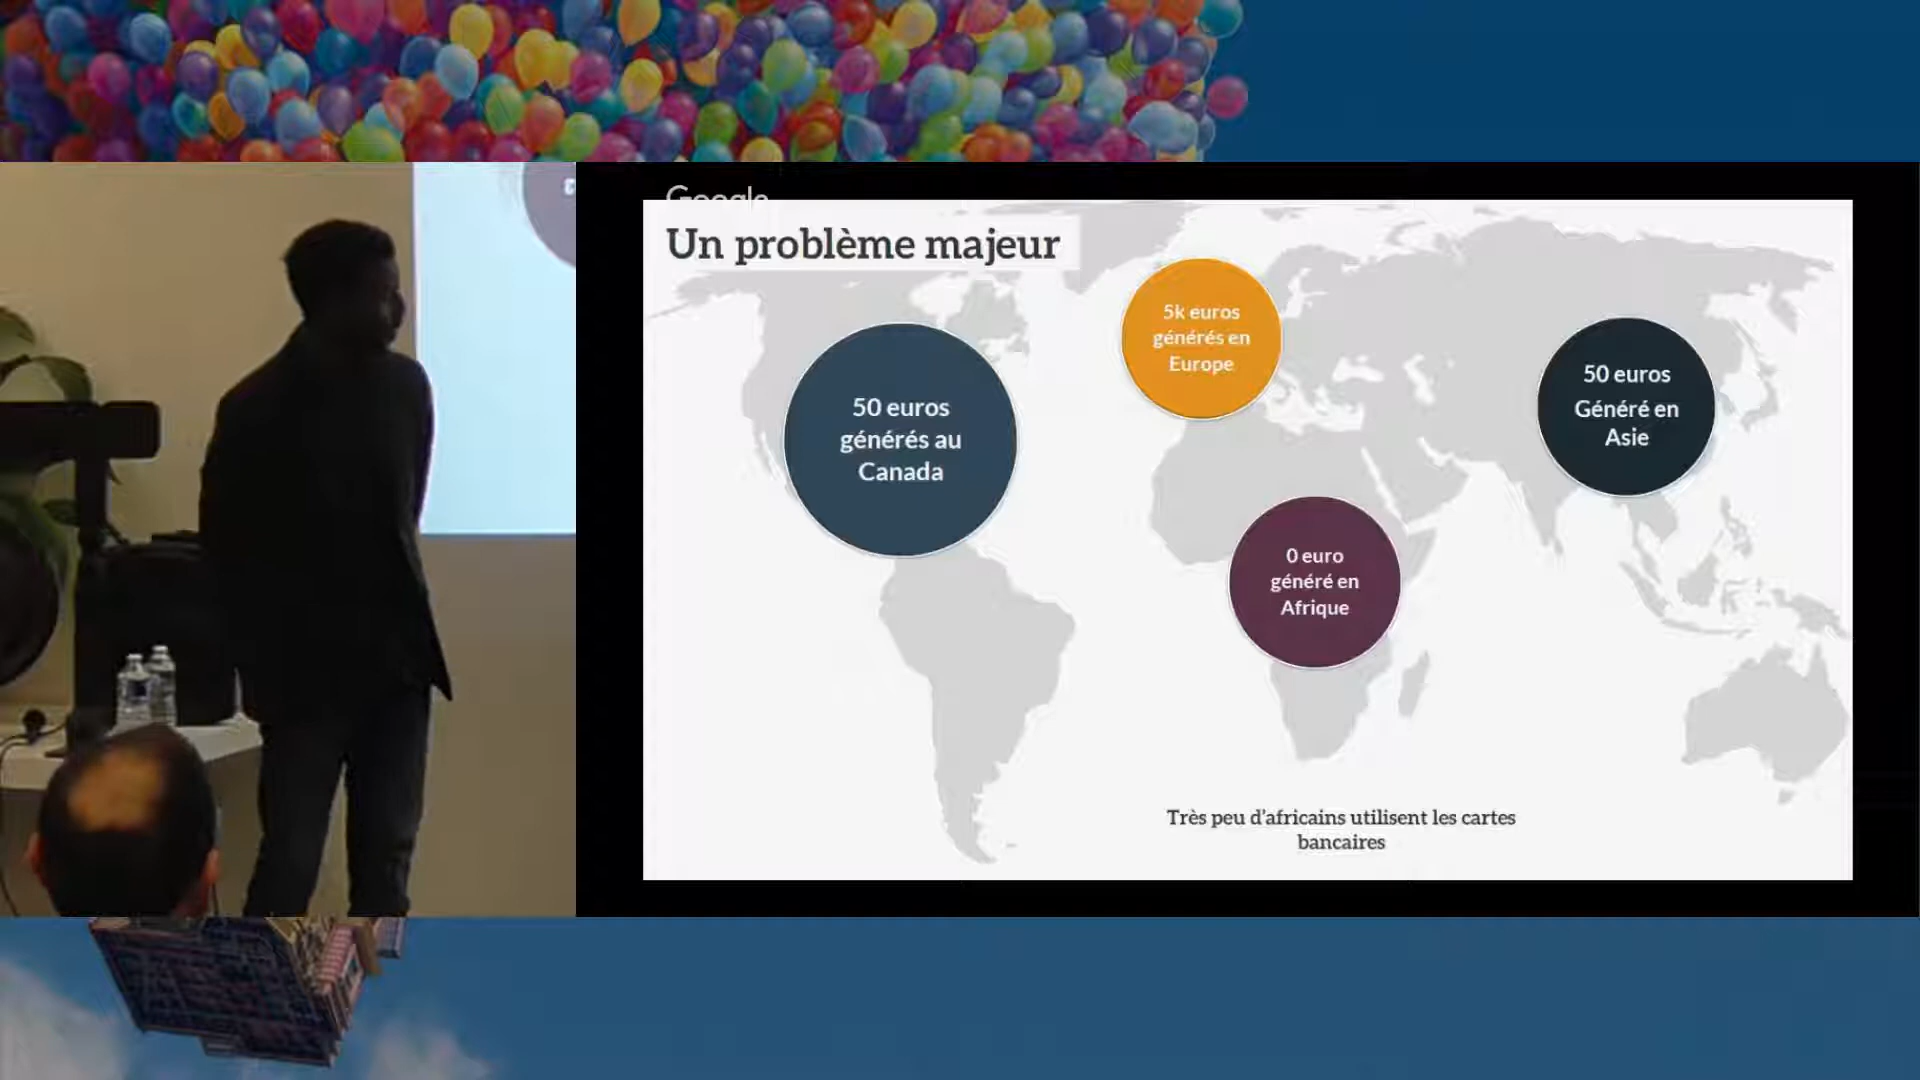 Google
Un problème majeur
5k euros
générés en
Europe
50 euros
générés au
Canada
50 euros
Généré en
Asie
0 euro
généré en
Afrique
Très peu d'africains utilisent les cartes
bancaires